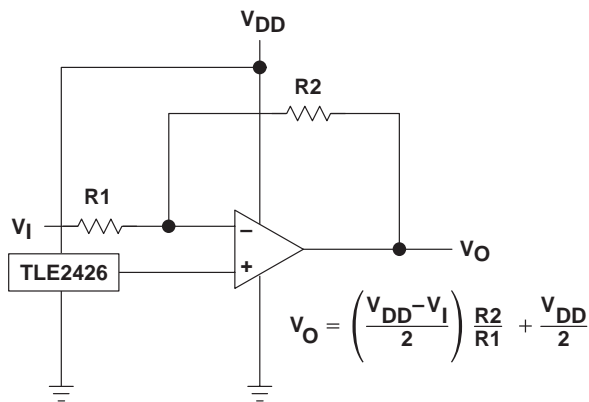 VDD
R2
R1
VI
−
+
TLE2426
VO
VO = ((VDD−VI)/2) R2/R1 + VDD/2